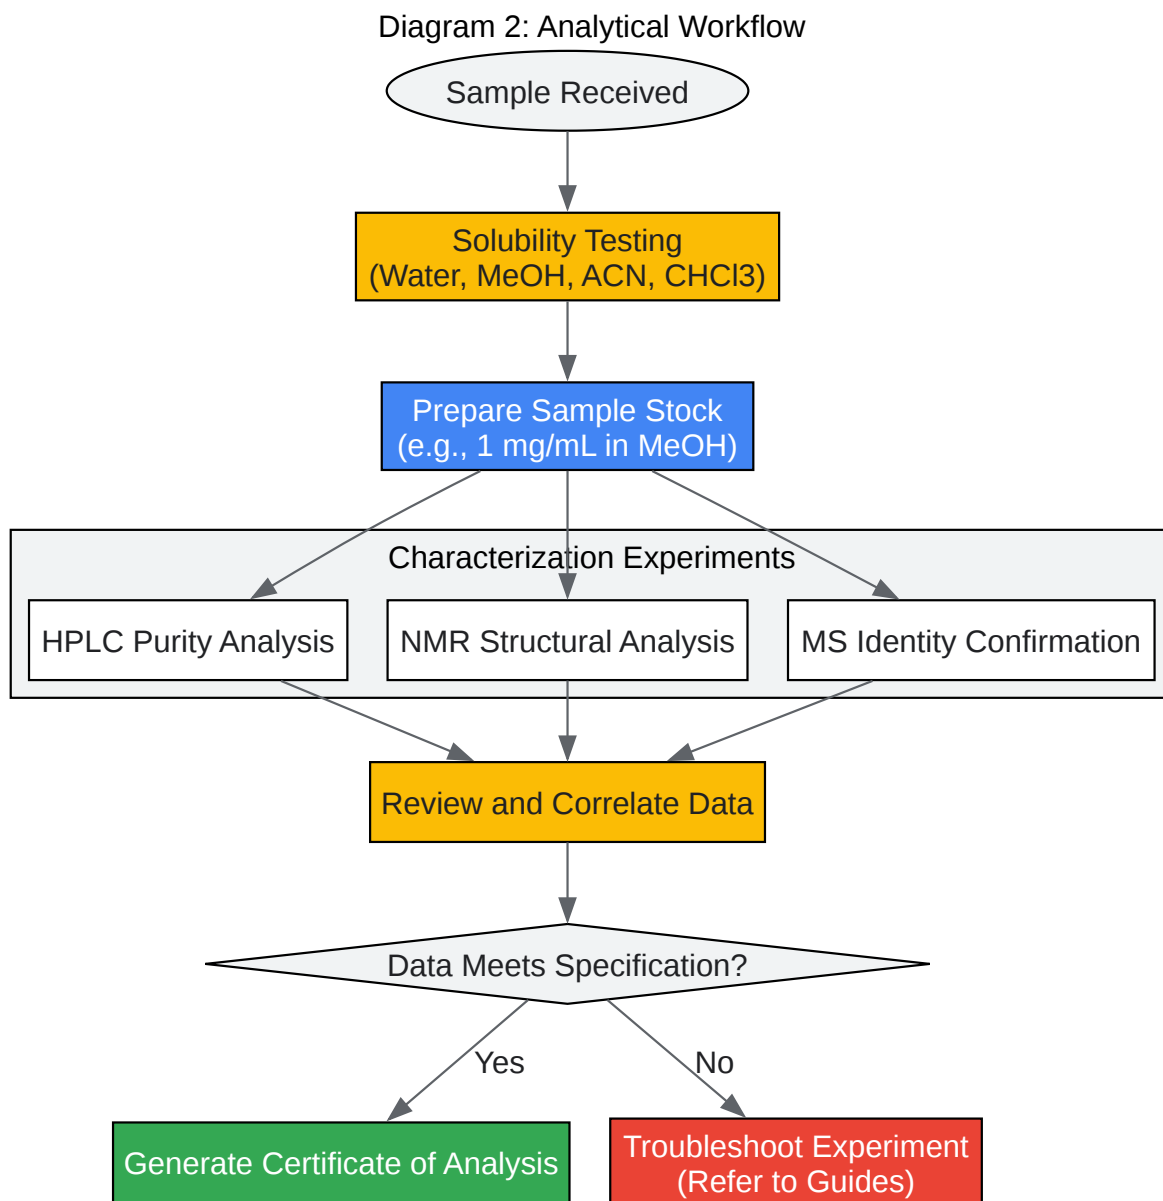 Diagram 2: Analytical Workflow
Sample Received
Solubility Testing
(Water, MeOH, ACN, CHCl3)
Prepare Sample Stock
(e.g., 1 mg/mL in MeOH)
Characterization Experiments
HPLC Purity Analysis
NMR Structural Analysis
MS Identity Confirmation
Review and Correlate Data
Data Meets Specification?
Yes
No
Generate Certificate of Analysis
Troubleshoot Experiment
(Refer to Guides)